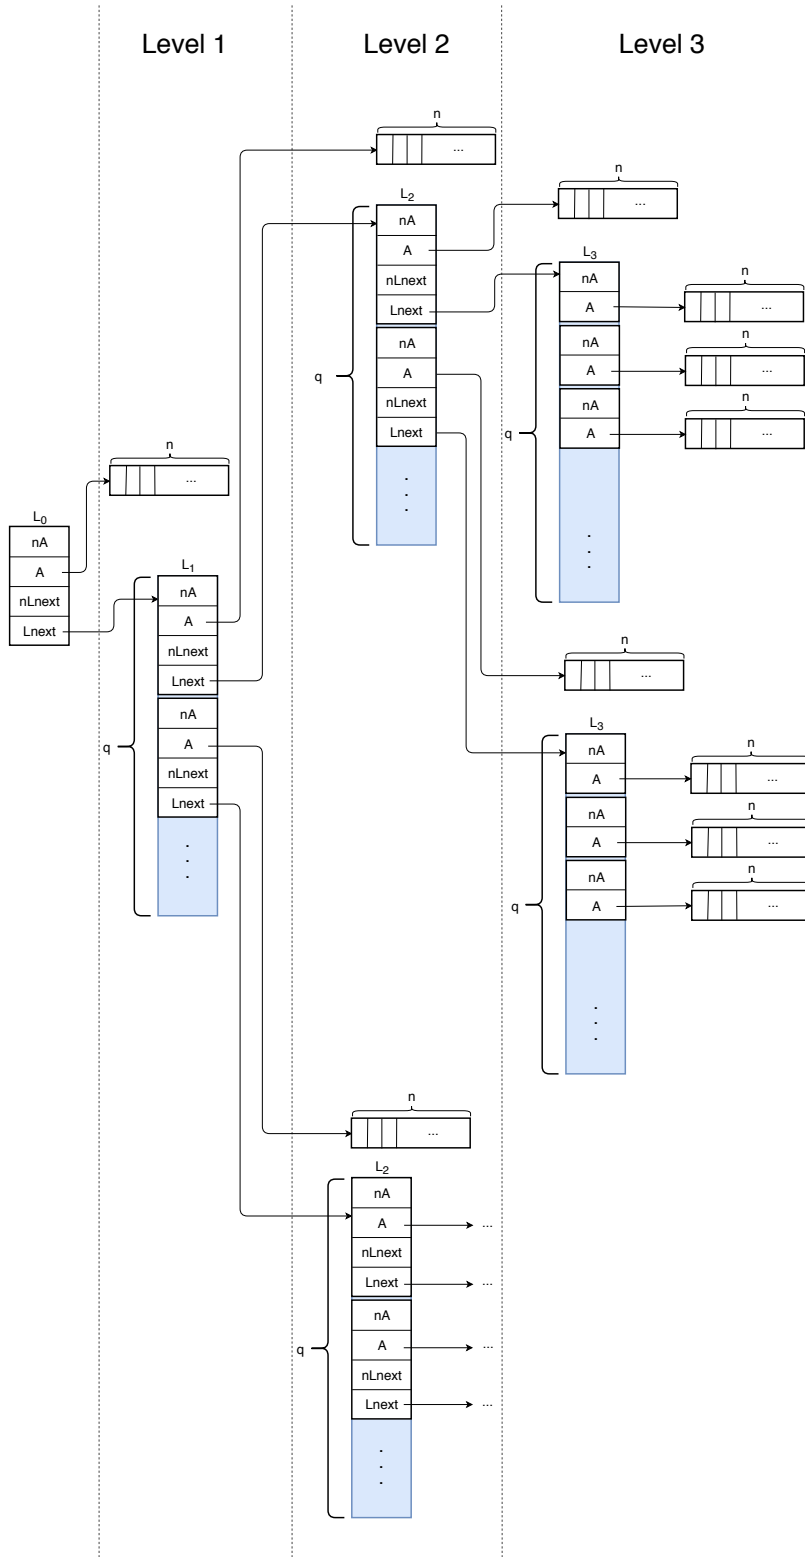 Level 1
Level 2
Level 3
n
...
L0
nA
A
nLnext
Lnext
n
...
L1
q
nA
A
nLnext
Lnext
nA
A
nLnext
Lnext
. . .
n
...
L2
q
nA
A
nLnext
Lnext
nA
A
nLnext
Lnext
. . .
n
...
L2
q
nA
A ...
nLnext
Lnext ...
nA
A ...
nLnext
Lnext ...
. . .
n
...
L3
q
nA
A
n
...
nA
A
n
...
nA
A
n
...
. . .
n
...
L3
q
nA
A
n
...
nA
A
n
...
nA
A
n
...
. . .